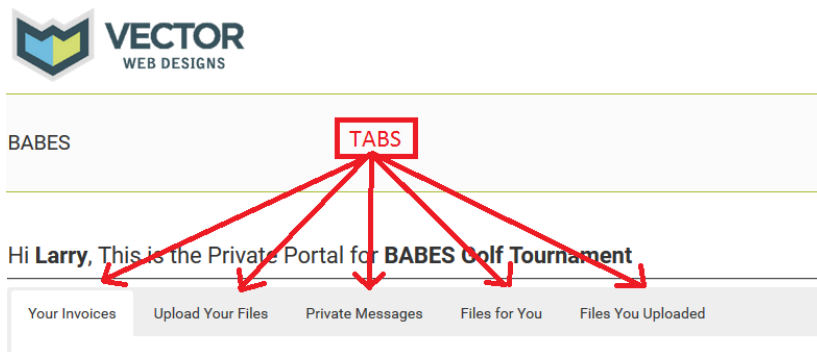 VECTOR
WEB DESIGNS
BABES
TABS
Hi Larry, This is the Private Portal for BABES Golf Tournament
Your Invoices Upload Your Files Private Messages Files for You Files You Uploaded